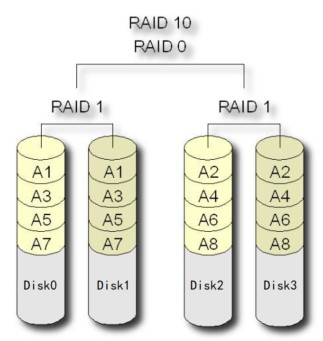 RAID 10
RAID 0
RAID 1 RAID 1
A1 A1 A2 A2
A3 A3 A4 A4
A5 A5 A6 A6
A7 A7 A8 A8
Disk0 Disk1 Disk2 Disk3